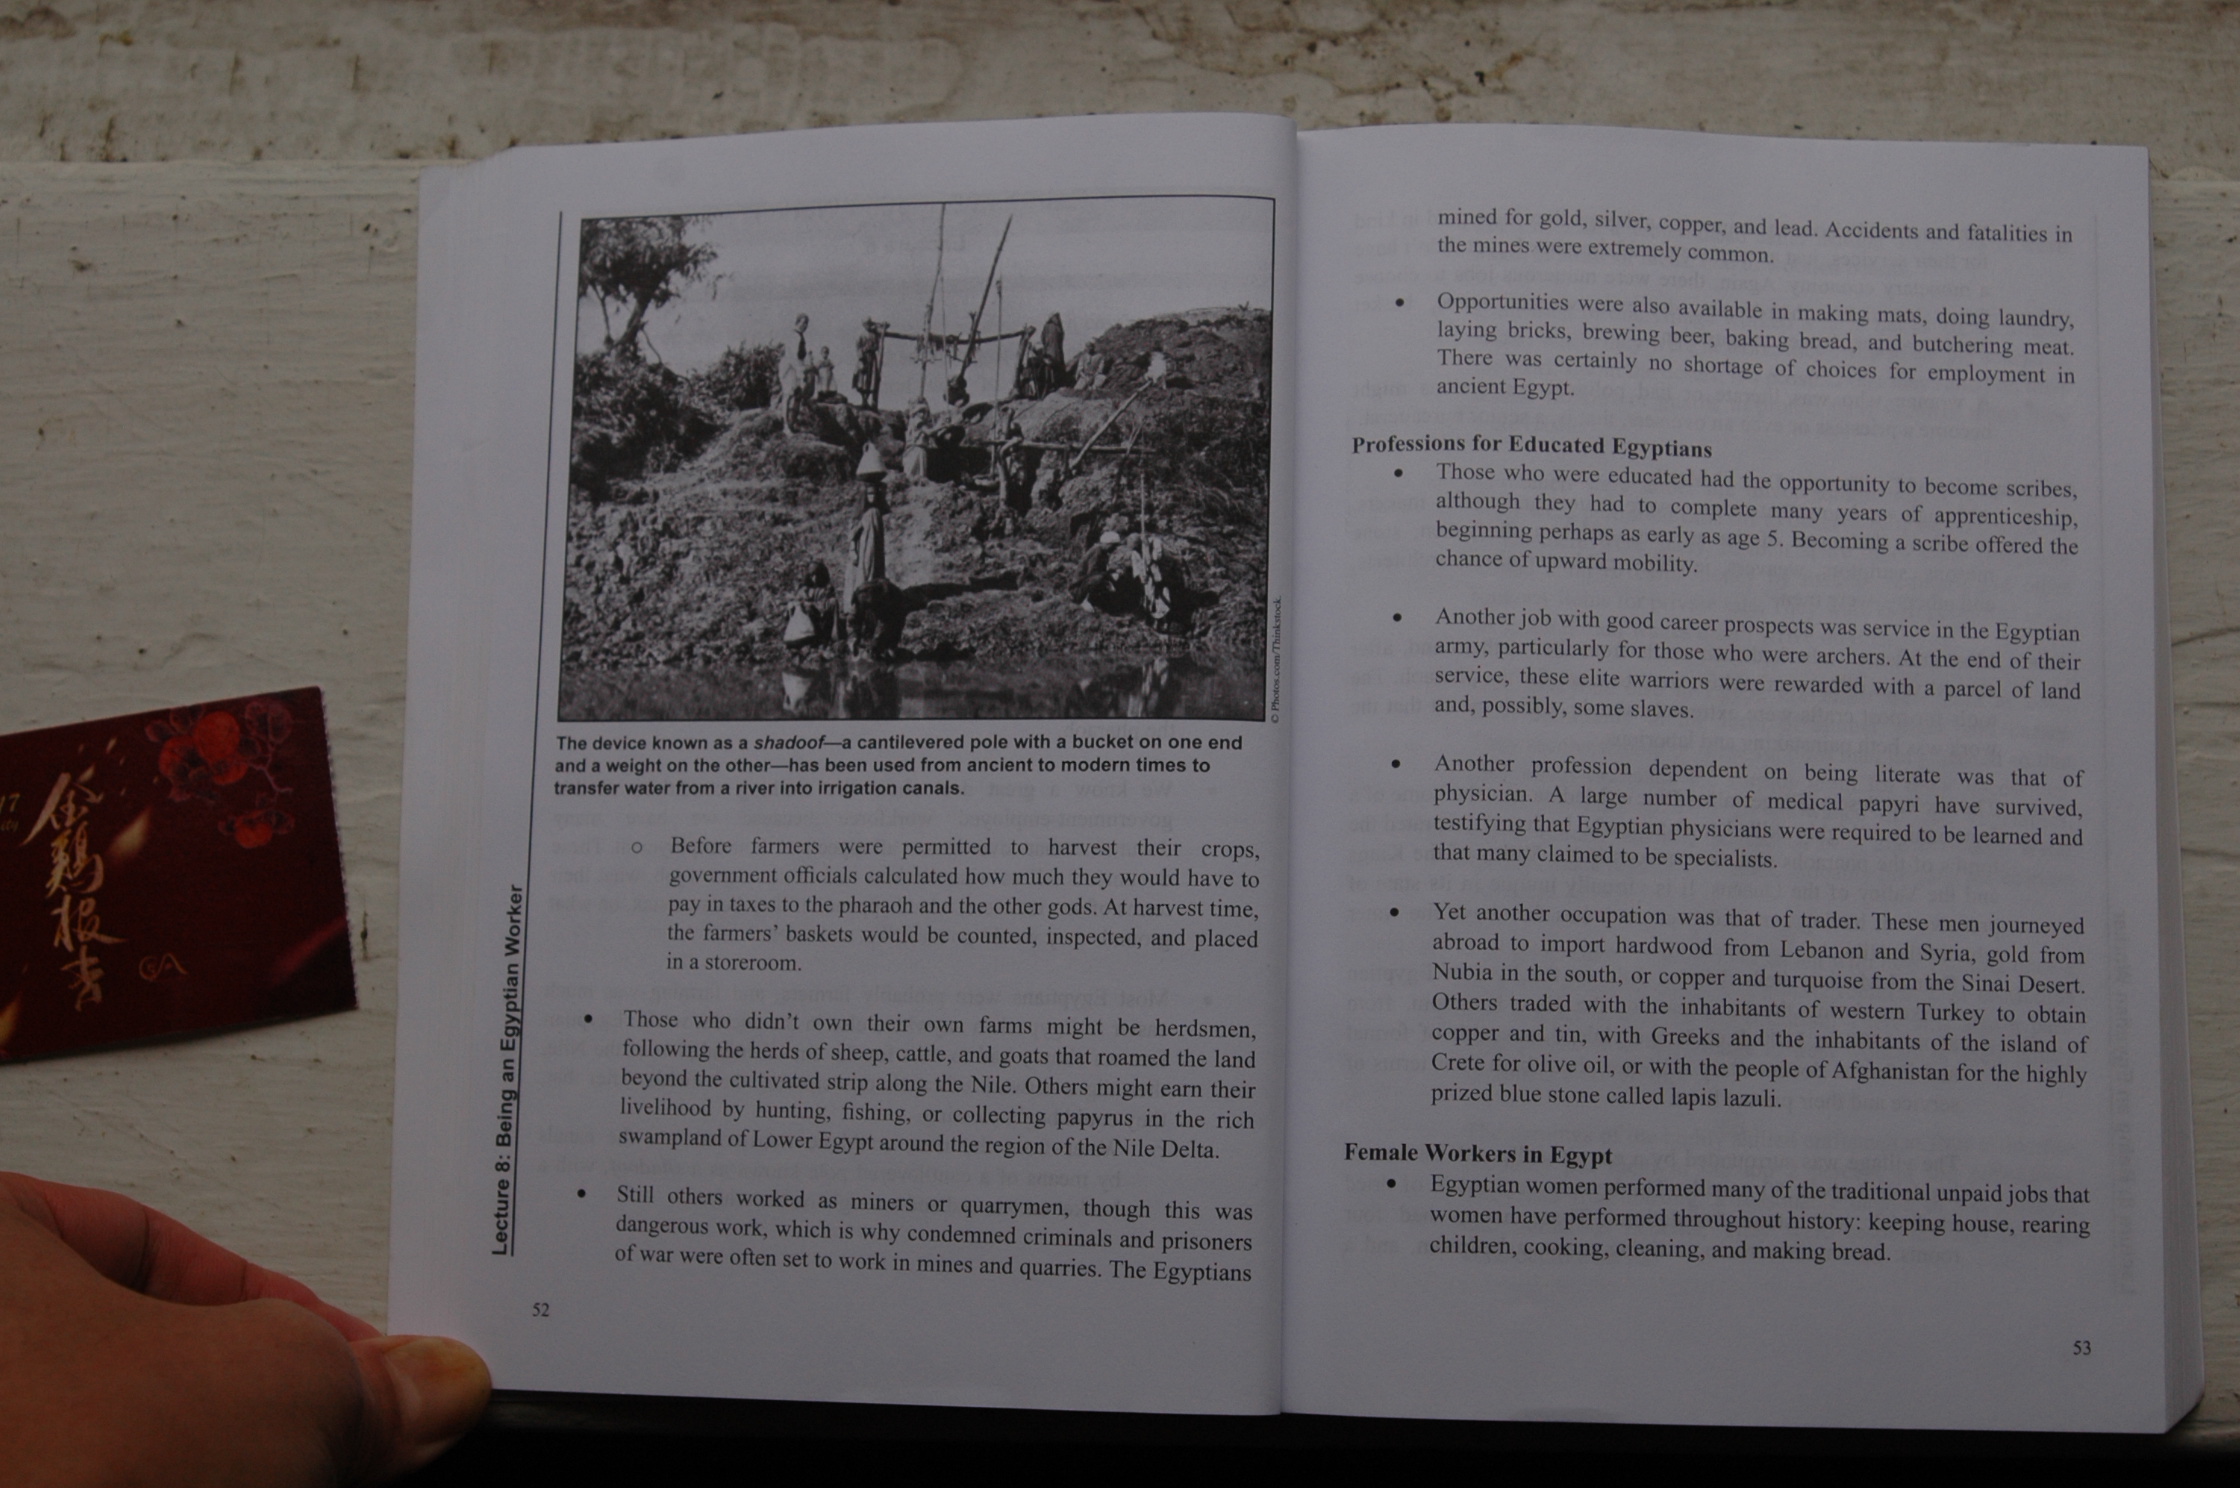 17
金鷄报喜
© Photos.com/Thinkstock.
The device known as a shadoof—a cantilevered pole with a bucket on one end
and a weight on the other—has been used from ancient to modern times to
transfer water from a river into irrigation canals.
o Before farmers were permitted to harvest their crops,
government officials calculated how much they would have to
pay in taxes to the pharaoh and the other gods. At harvest time,
the farmers’ baskets would be counted, inspected, and placed
in a storeroom.
• Those who didn’t own their own farms might be herdsmen,
following the herds of sheep, cattle, and goats that roamed the land
beyond the cultivated strip along the Nile. Others might earn their
livelihood by hunting, fishing, or collecting papyrus in the rich
swampland of Lower Egypt around the region of the Nile Delta.
• Still others worked as miners or quarrymen, though this was
dangerous work, which is why condemned criminals and prisoners
of war were often set to work in mines and quarries. The Egyptians
Lecture 8: Being an Egyptian Worker
52
mined for gold, silver, copper, and lead. Accidents and fatalities in
the mines were extremely common.
• Opportunities were also available in making mats, doing laundry,
laying bricks, brewing beer, baking bread, and butchering meat.
There was certainly no shortage of choices for employment in
ancient Egypt.
Professions for Educated Egyptians
• Those who were educated had the opportunity to become scribes,
although they had to complete many years of apprenticeship,
beginning perhaps as early as age 5. Becoming a scribe offered the
chance of upward mobility.
• Another job with good career prospects was service in the Egyptian
army, particularly for those who were archers. At the end of their
service, these elite warriors were rewarded with a parcel of land
and, possibly, some slaves.
• Another profession dependent on being literate was that of
physician. A large number of medical papyri have survived,
testifying that Egyptian physicians were required to be learned and
that many claimed to be specialists.
• Yet another occupation was that of trader. These men journeyed
abroad to import hardwood from Lebanon and Syria, gold from
Nubia in the south, or copper and turquoise from the Sinai Desert.
Others traded with the inhabitants of western Turkey to obtain
copper and tin, with Greeks and the inhabitants of the island of
Crete for olive oil, or with the people of Afghanistan for the highly
prized blue stone called lapis lazuli.
Female Workers in Egypt
• Egyptian women performed many of the traditional unpaid jobs that
women have performed throughout history: keeping house, rearing
children, cooking, cleaning, and making bread.
53